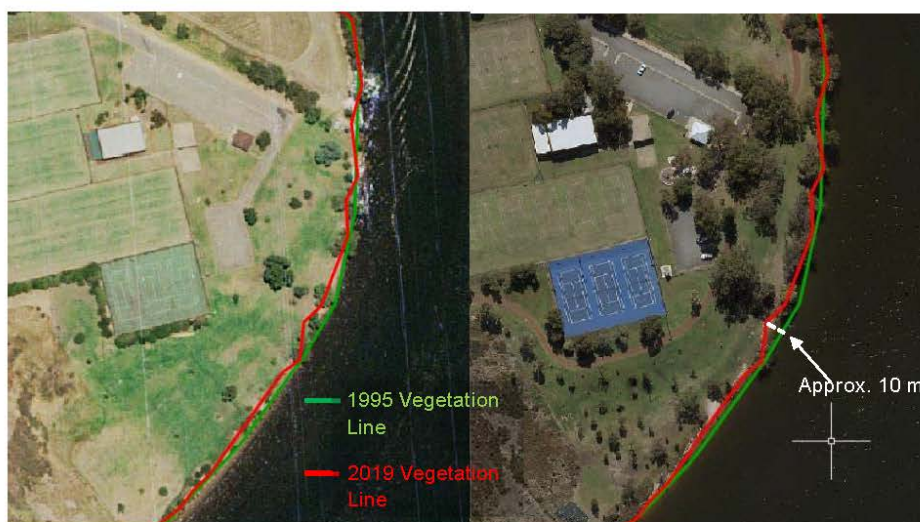 1995 Vegetation
Line
2019 Vegetation
Line
Approx. 10 m